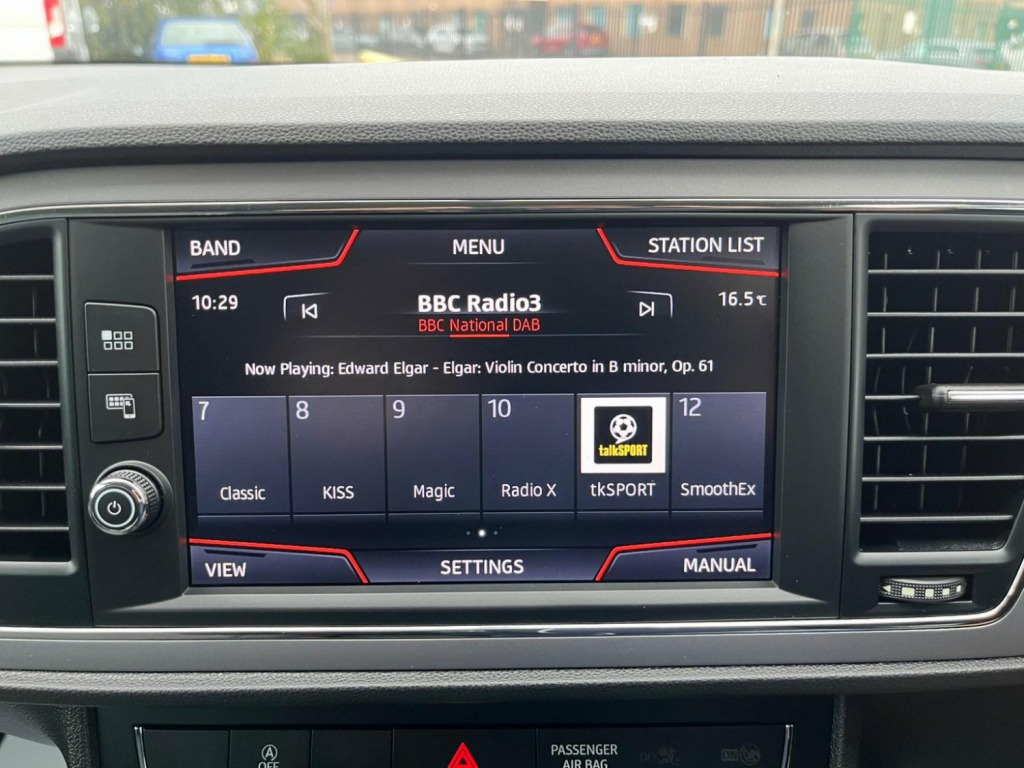 BAND MENU STATION LIST
10:29 BBC Radio3 16.5℃
BBC National DAB
Now Playing: Edward Elgar - Elgar: Violin Concerto in B minor, Op. 61
7 8 9 10 12
talkSPORT
Classic KISS Magic Radio X tkSPORT SmoothEx
VIEW SETTINGS MANUAL
A PASSENGER OFF ON
OFF AIR BAG